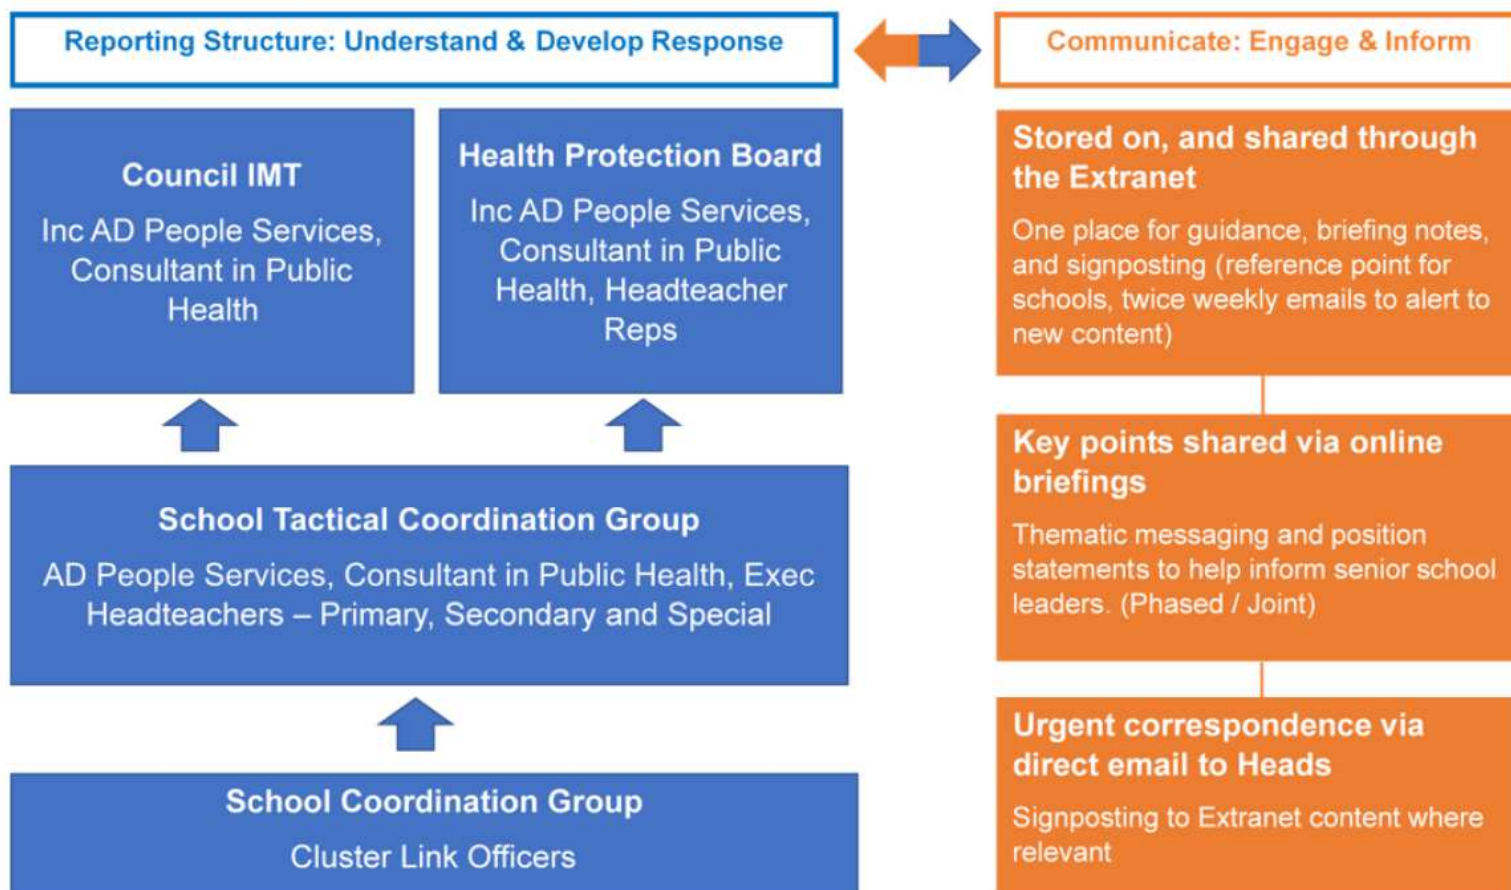 Reporting Structure: Understand & Develop Response
Communicate: Engage & Inform
Council IMT
Inc AD People Services,
Consultant in Public
Health
Health Protection Board
Inc AD People Services,
Consultant in Public
Health, Headteacher
Reps
School Tactical Coordination Group
AD People Services, Consultant in Public Health, Exec
Headteachers – Primary, Secondary and Special
School Coordination Group
Cluster Link Officers
Stored on, and shared through
the Extranet
One place for guidance, briefing notes,
and signposting (reference point for
schools, twice weekly emails to alert to
new content)
Key points shared via online
briefings
Thematic messaging and position
statements to help inform senior school
leaders. (Phased / Joint)
Urgent correspondence via
direct email to Heads
Signposting to Extranet content where
relevant